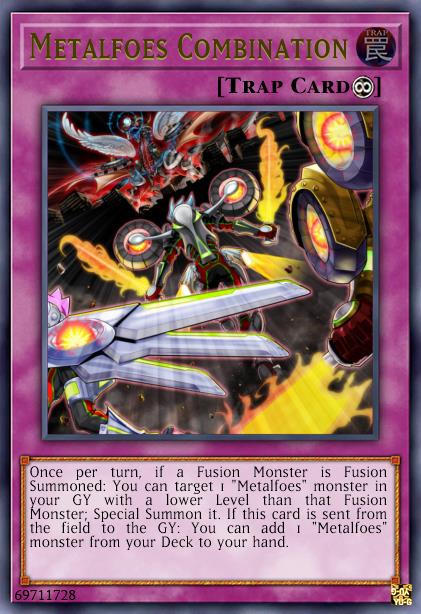 METALFOES COMBINATION
TRAP
罠
[TRAP CARD]
Once per turn, if a Fusion Monster is Fusion
Summoned: You can target 1 "Metalfoes" monster in
your GY with a lower Level than that Fusion
Monster; Special Summon it. If this card is sent from
the field to the GY: You can add 1 "Metalfoes"
monster from your Deck to your hand.
69711728